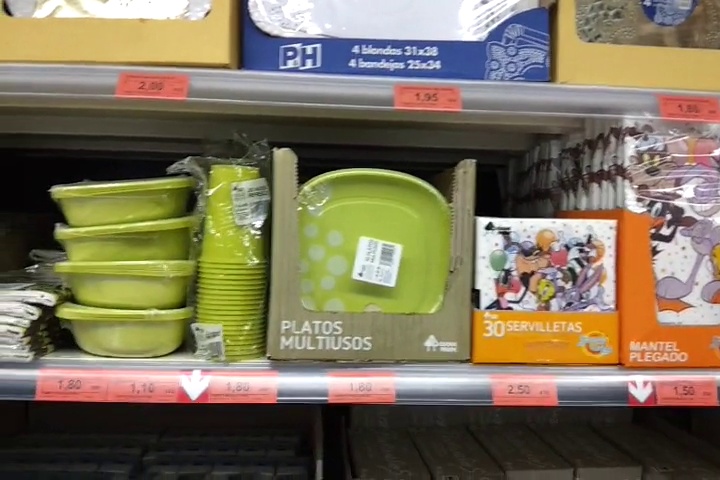 PH
4 blondas 31x38
4 bandejas 25x34
2,00
1,95
1,80
PLATOS
MULTIUSOS
30 SERVILLETAS
MANTEL
PLEGADO
1,80
1,10
1,80
1,80
2,50
1,50